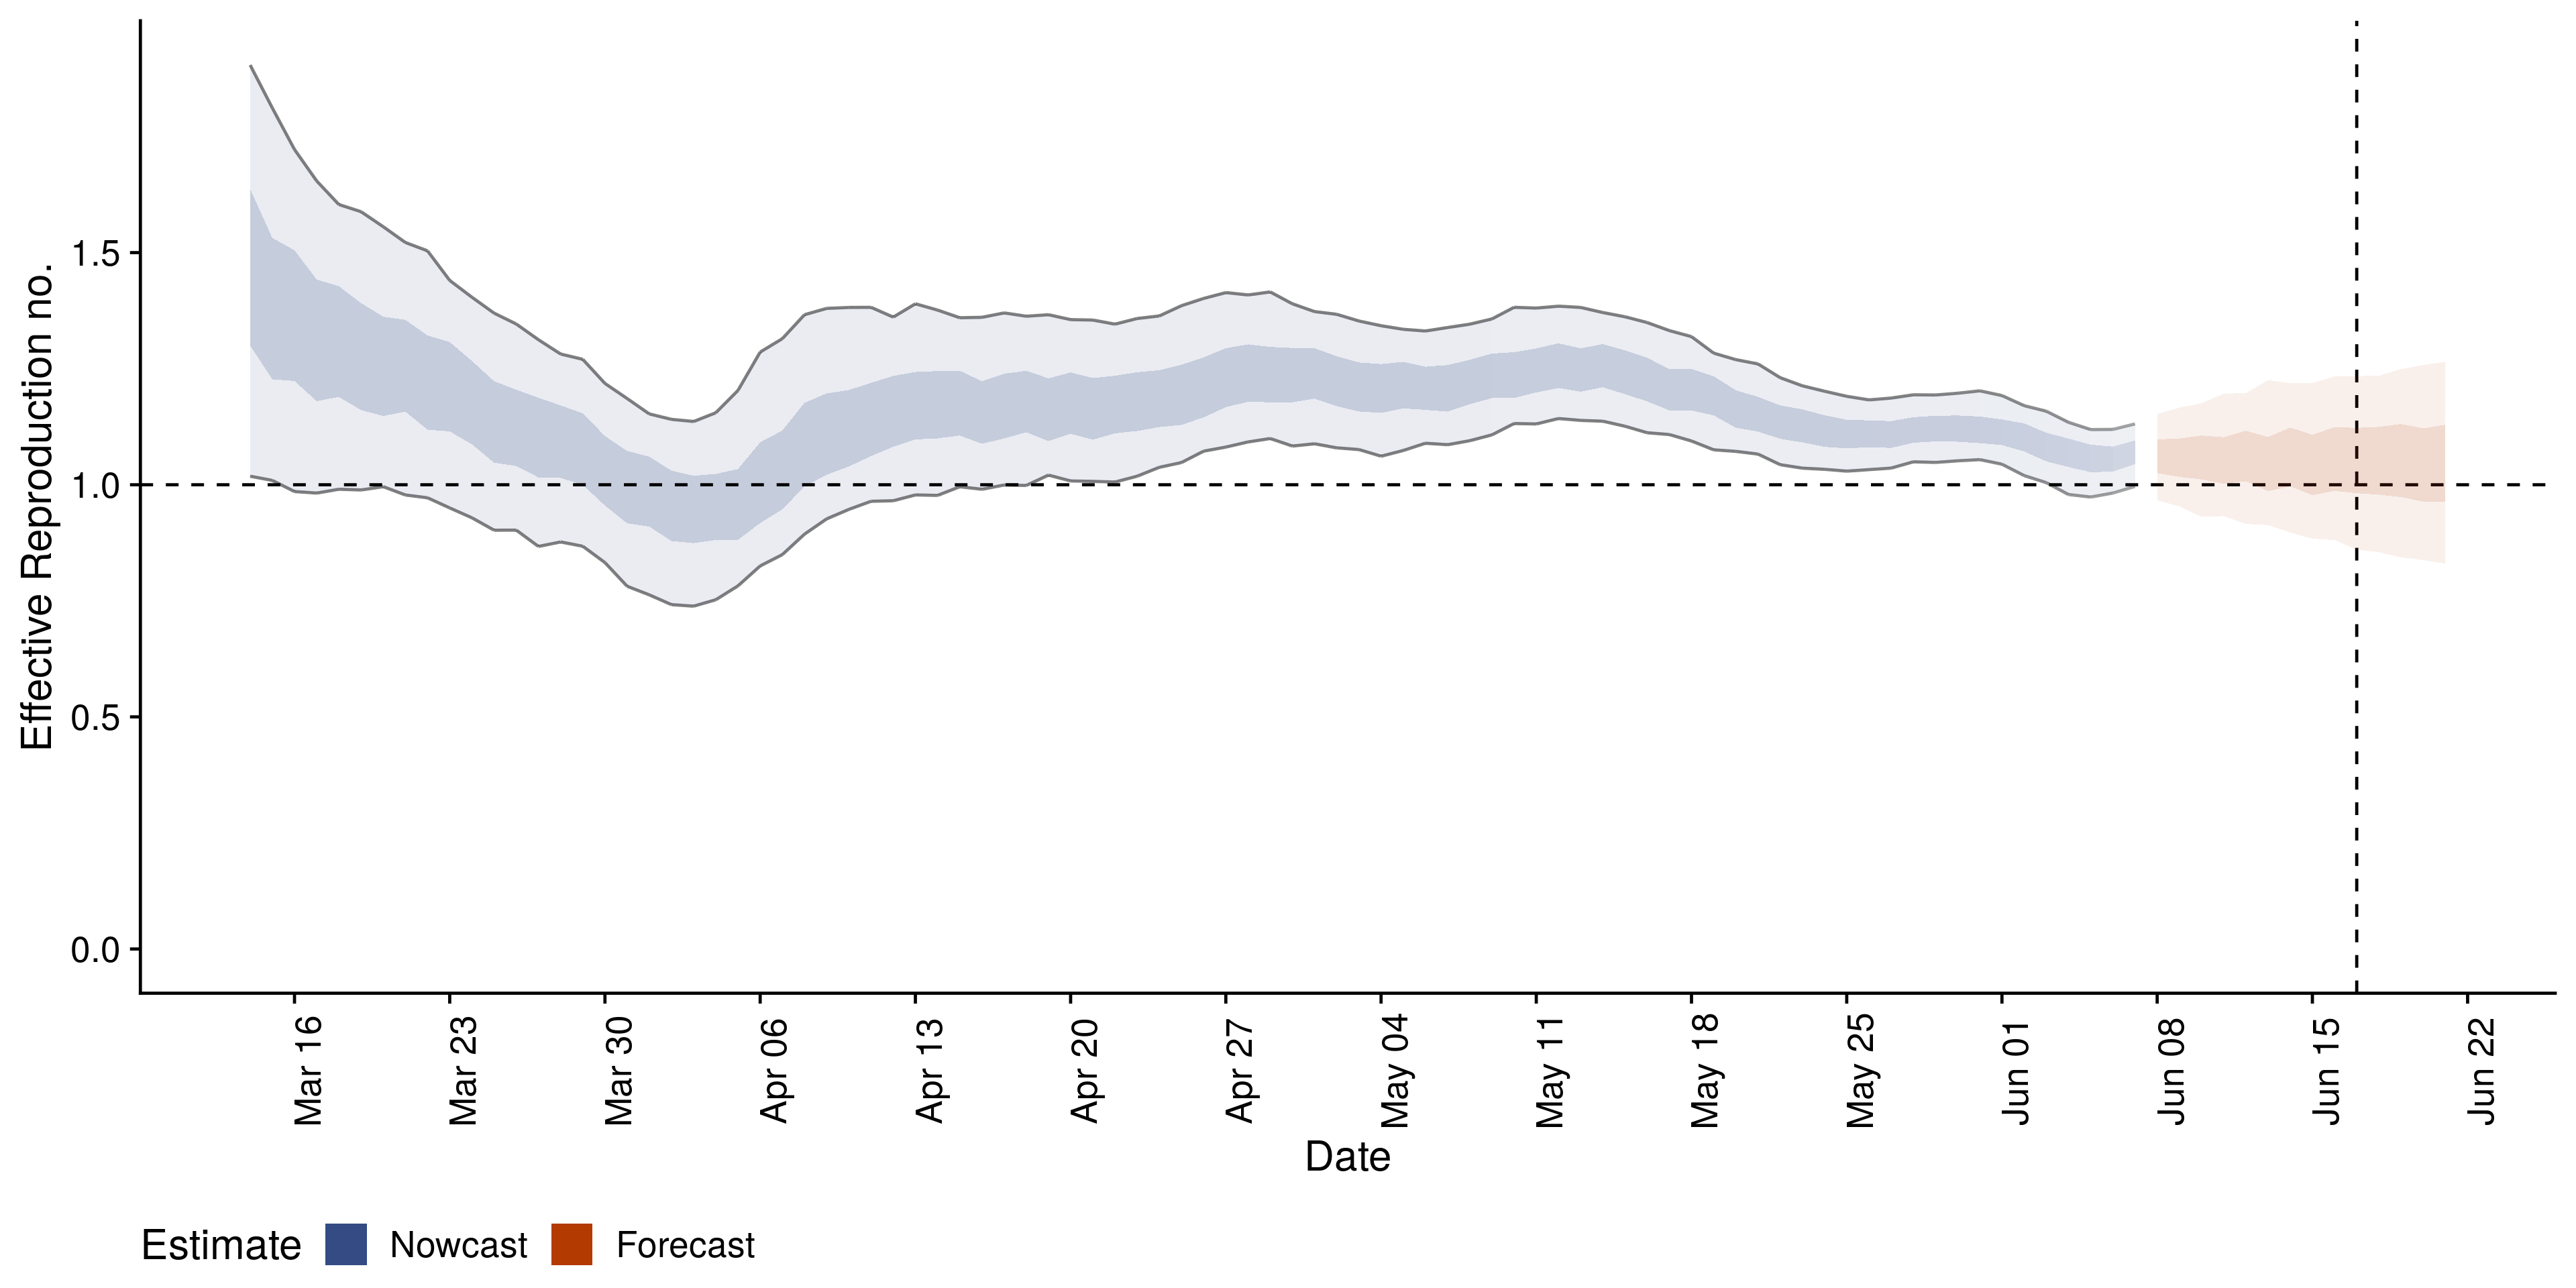 Effective Reproduction no.
1.5
1.0
0.5
0.0
Mar 16
Mar 23
Mar 30
Apr 06
Apr 13
Apr 20
Apr 27
May 04
May 11
May 18
May 25
Jun 01
Jun 08
Jun 15
Jun 22
Date
Estimate Nowcast Forecast